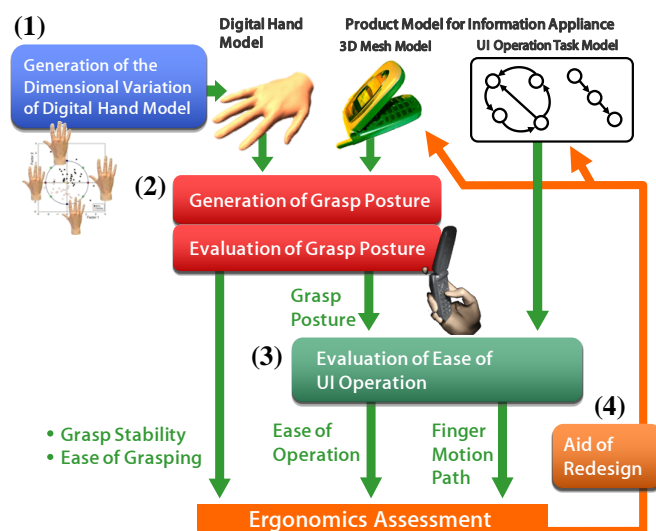 (1)
Generation of the
Dimensional Variation
of Digital Hand Model
Digital Hand
Model
Product Model for Information Appliance
3D Mesh Model
UI Operation Task Model
(2)
Generation of Grasp Posture
Evaluation of Grasp Posture
Grasp
Posture
(3)
Evaluation of Ease of
UI Operation
• Grasp Stability
• Ease of Grasping
Ease of
Operation
Finger
Motion
Path
(4)
Aid of
Redesign
Ergonomics Assessment